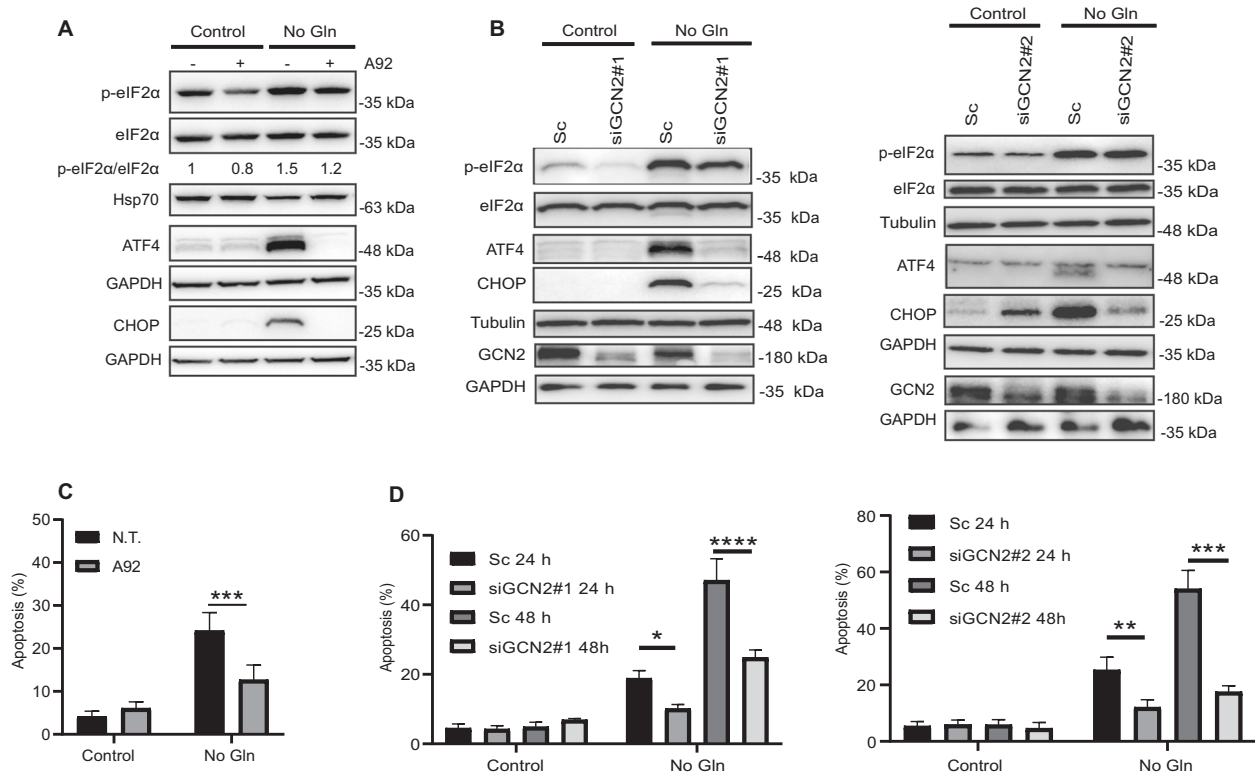 A
Control No Gln
- + - + A92
p-eIF2α -35 kDa
eIF2α -35 kDa
p-eIF2α/eIF2α 1 0.8 1.5 1.2
Hsp70 -63 kDa
ATF4 -48 kDa
GAPDH -35 kDa
CHOP -25 kDa
GAPDH -35 kDa
B
Control No Gln
Sc siGCN2#1 Sc siGCN2#1
p-eIF2α -35 kDa
eIF2α -35 kDa
ATF4 -48 kDa
CHOP -25 kDa
Tubulin -48 kDa
GCN2 -180 kDa
GAPDH -35 kDa
Control No Gln
Sc siGCN2#2 Sc siGCN2#2
p-eIF2α -35 kDa
eIF2α -35 kDa
Tubulin -48 kDa
ATF4 -48 kDa
CHOP -25 kDa
GAPDH -35 kDa
GCN2 -180 kDa
GAPDH -35 kDa
C
Apoptosis (%)
50
40
30
20
10
0
N.T.
A92
***
Control No Gln
D
Apoptosis (%)
60
40
20
0
Sc 24 h
siGCN2#1 24 h
Sc 48 h
siGCN2#1 48h
*
****
Control No Gln
Apoptosis (%)
80
60
40
20
0
Sc 24 h
siGCN2#2 24 h
Sc 48 h
siGCN2#2 48h
**
***
Control No Gln